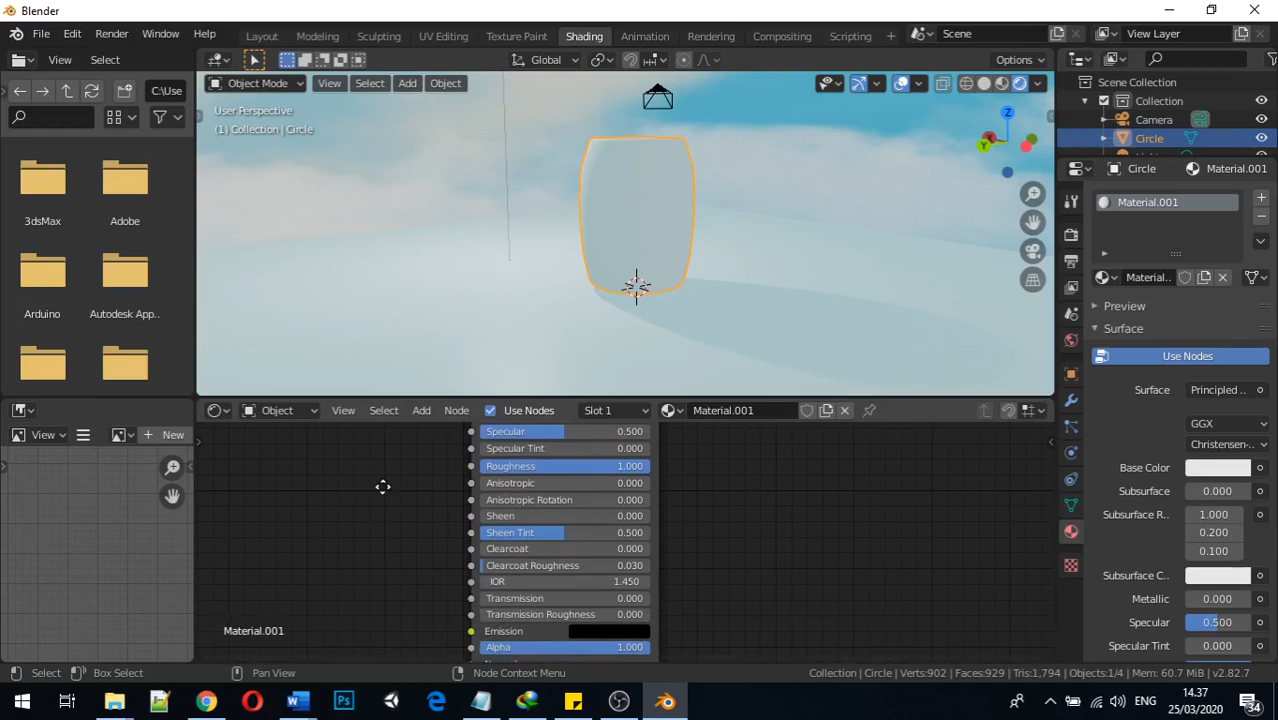 Blender
File Edit Render Window Help
Layout Modeling Sculpting UV Editing Texture Paint Shading Animation Rendering Compositing Scripting +
Scene
View Layer
View Select
Global
Options
C:\Use
Object Mode View Select Add Object
User Perspective
(1) Collection | Circle
Z
X
Y
3dsMax
Adobe
Arduino
Autodesk App..
Scene Collection
Collection
Camera
Circle
Circle
Material.001
Material.001
Materia..
Preview
Surface
Use Nodes
Surface
Principled ..
GGX
Christensen-..
Base Color
Subsurface
0.000
Subsurface R..
1.000
0.200
0.100
Subsurface C..
Metallic
0.000
Specular
0.500
Specular Tint
0.000
View
New
Object View Select Add Node Use Nodes Slot 1 Material.001
Specular 0.500
Specular Tint 0.000
Roughness 1.000
Anisotropic 0.000
Anisotropic Rotation 0.000
Sheen 0.000
Sheen Tint 0.500
Clearcoat 0.000
Clearcoat Roughness 0.030
IOR 1.450
Transmission 0.000
Transmission Roughness 0.000
Emission
Alpha 1.000
Material.001
Select Box Select Pan View Node Context Menu
Collection | Circle | Verts:902 | Faces:929 | Tris:1,794 | Objects:1/4 | Mem: 60.7 MiB | v2.82.7
ENG
14.37
25/03/2020
34